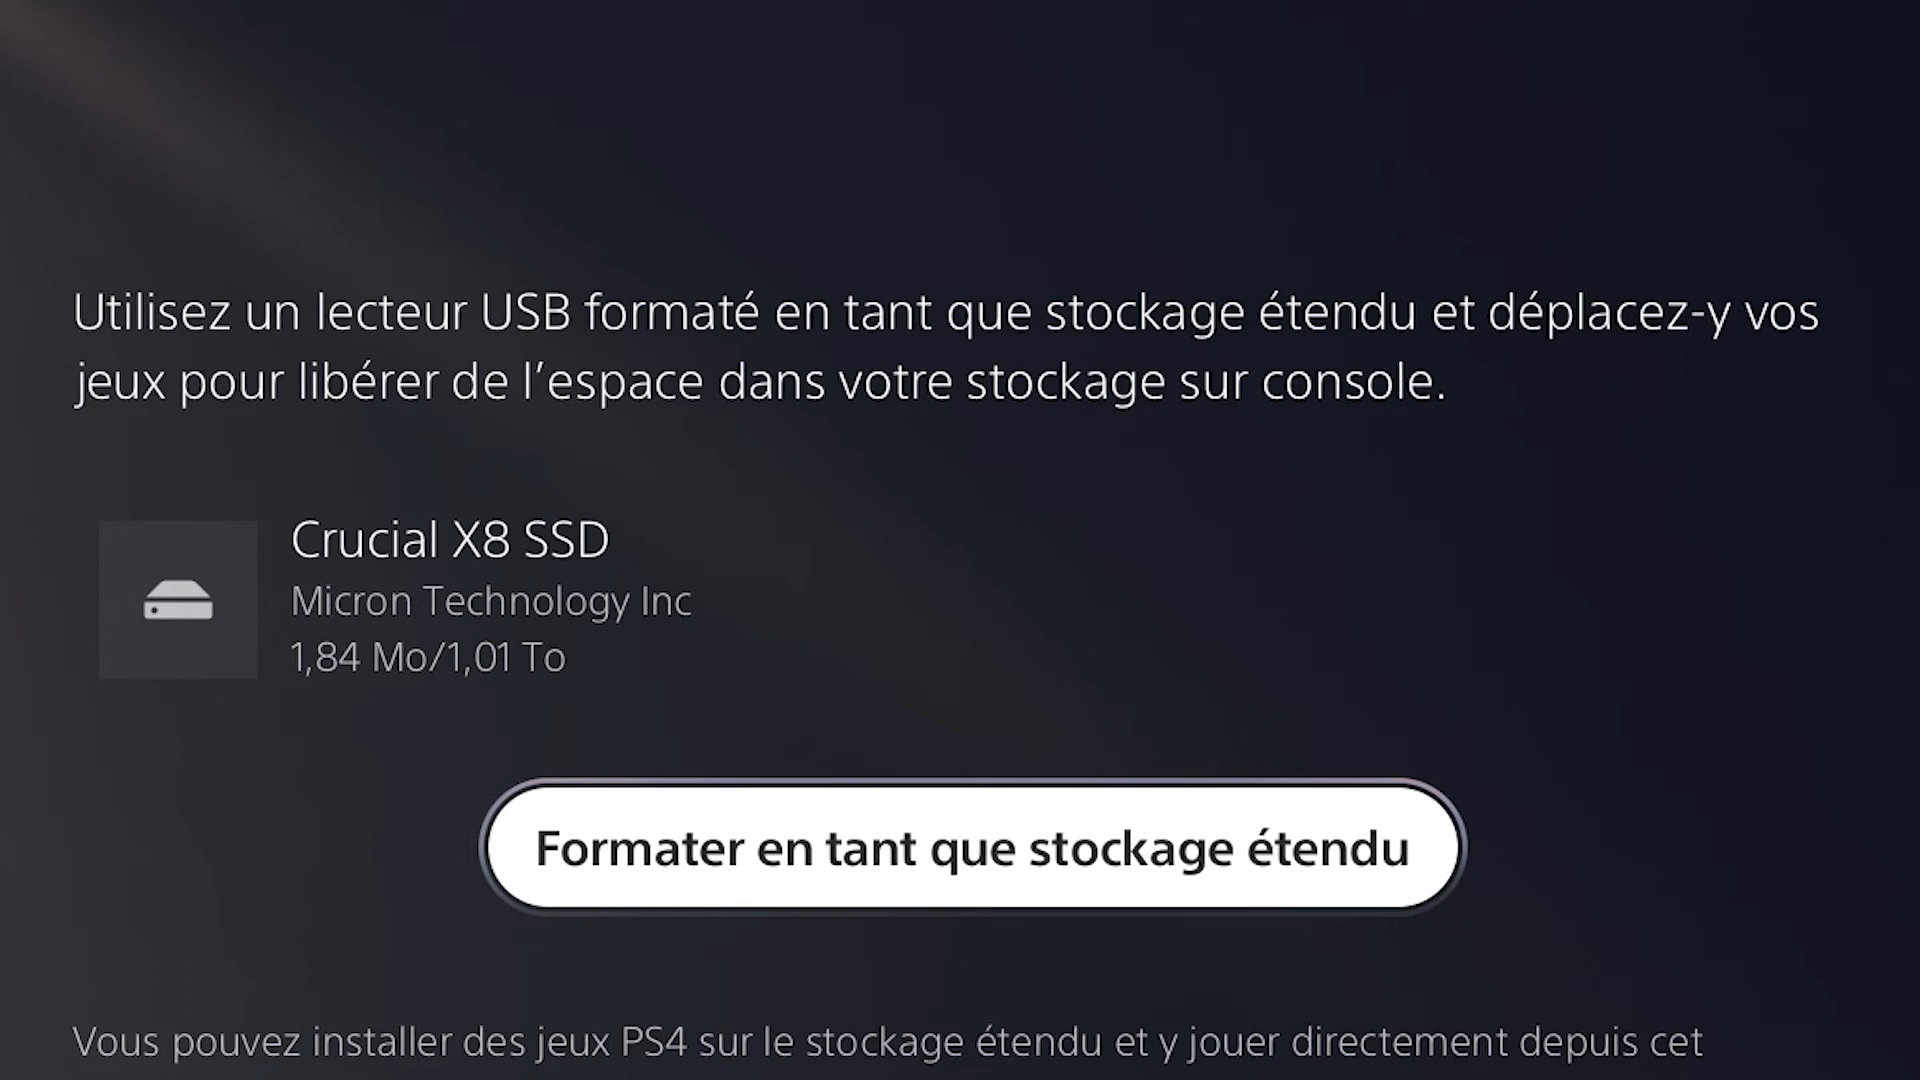 Utilisez un lecteur USB formaté en tant que stockage étendu et déplacez-y vos
jeux pour libérer de l’espace dans votre stockage sur console.
Crucial X8 SSD
Micron Technology Inc
1,84 Mo/1,01 To
Formater en tant que stockage étendu
Vous pouvez installer des jeux PS4 sur le stockage étendu et y jouer directement depuis cet